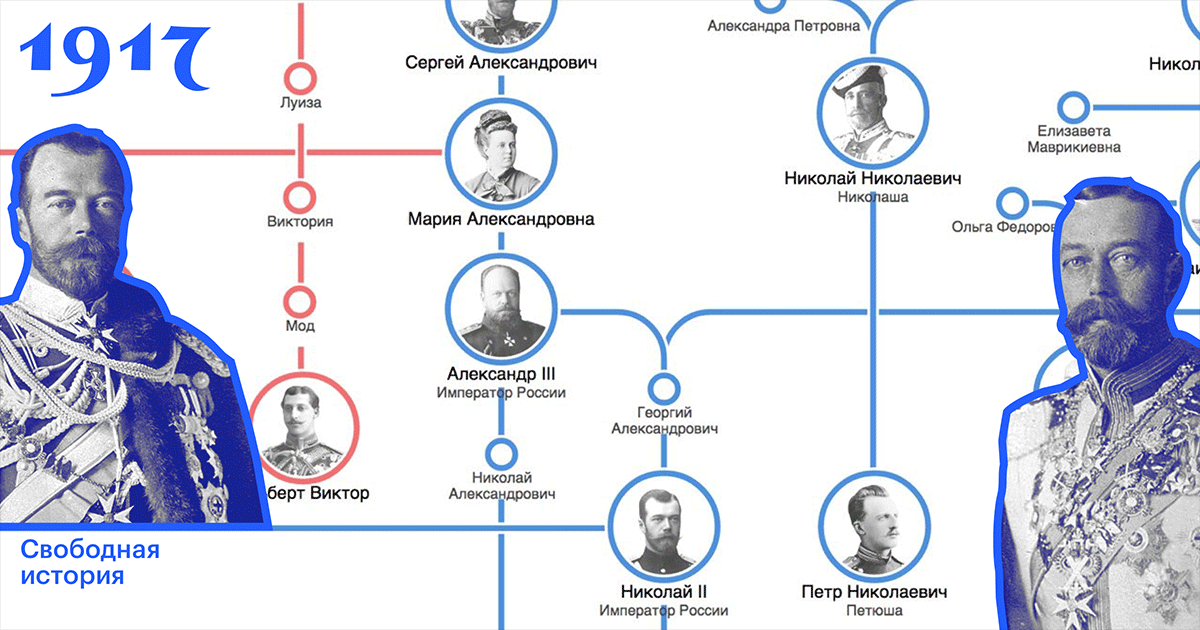 1917
Александра Петровна
Сергей Александрович
Никол
Луиза
Елизавета
Маврикиевна
Николай Николаевич
Николаша
Мария Александровна
Виктория
Ольга Федоров
Мод
Александр III
Император России
Георгий
Александрович
Николай
Александрович
берт Виктор
Свободная
история
Николай II
Император России
Петр Николаевич
Петюша